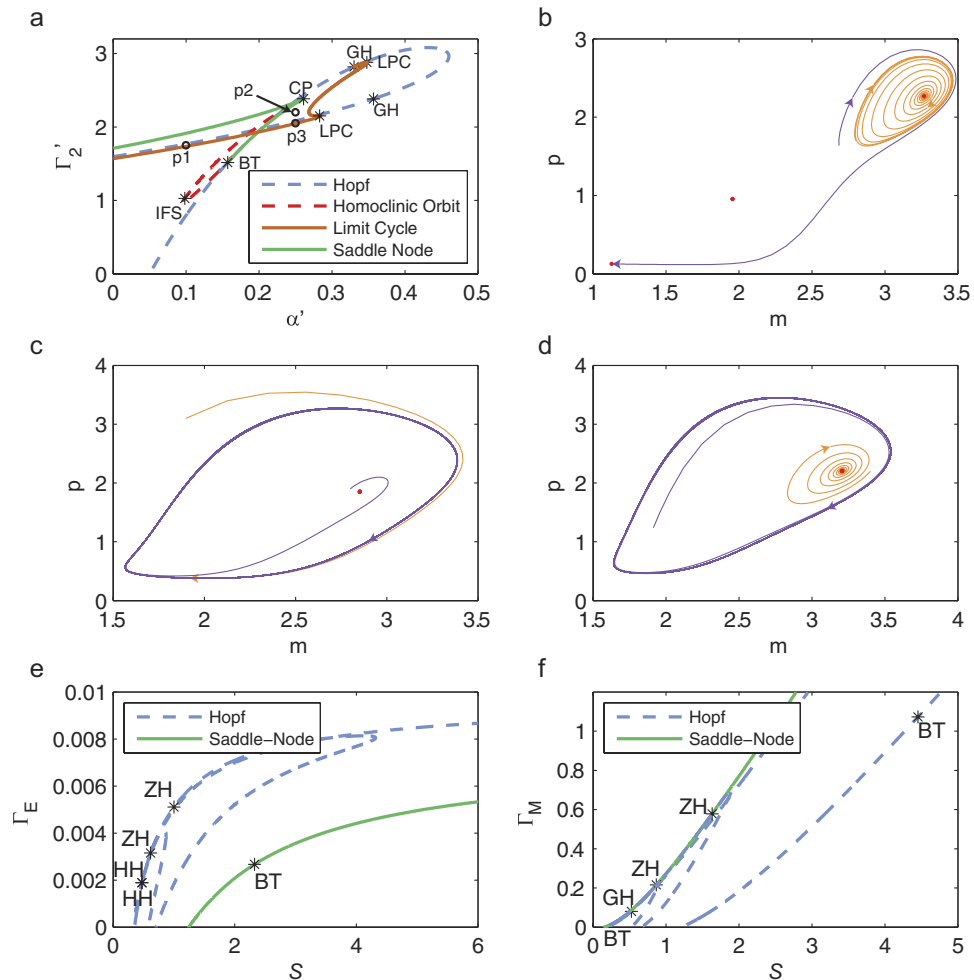 a
3
2
1
0
Γ2'
0
0.1
0.2
0.3
0.4
0.5
α'
GH
LPC
CP
p2
GH
p3
LPC
p1
BT
IFS
Hopf
Homoclinic Orbit
Limit Cycle
Saddle Node
b
3
2
1
0
p
1
1.5
2
2.5
3
3.5
m
c
4
3
2
1
0
p
1.5
2
2.5
3
3.5
m
d
4
3
2
1
0
p
1.5
2
2.5
3
3.5
4
m
e
0.01
0.008
0.006
0.004
0.002
0
ΓE
0
2
4
6
S
Hopf
Saddle-Node
ZH
ZH
HH
HH
BT
f
1
0.8
0.6
0.4
0.2
0
ΓM
0
1
2
3
4
5
S
Hopf
Saddle-Node
BT
ZH
ZH
GH
BT